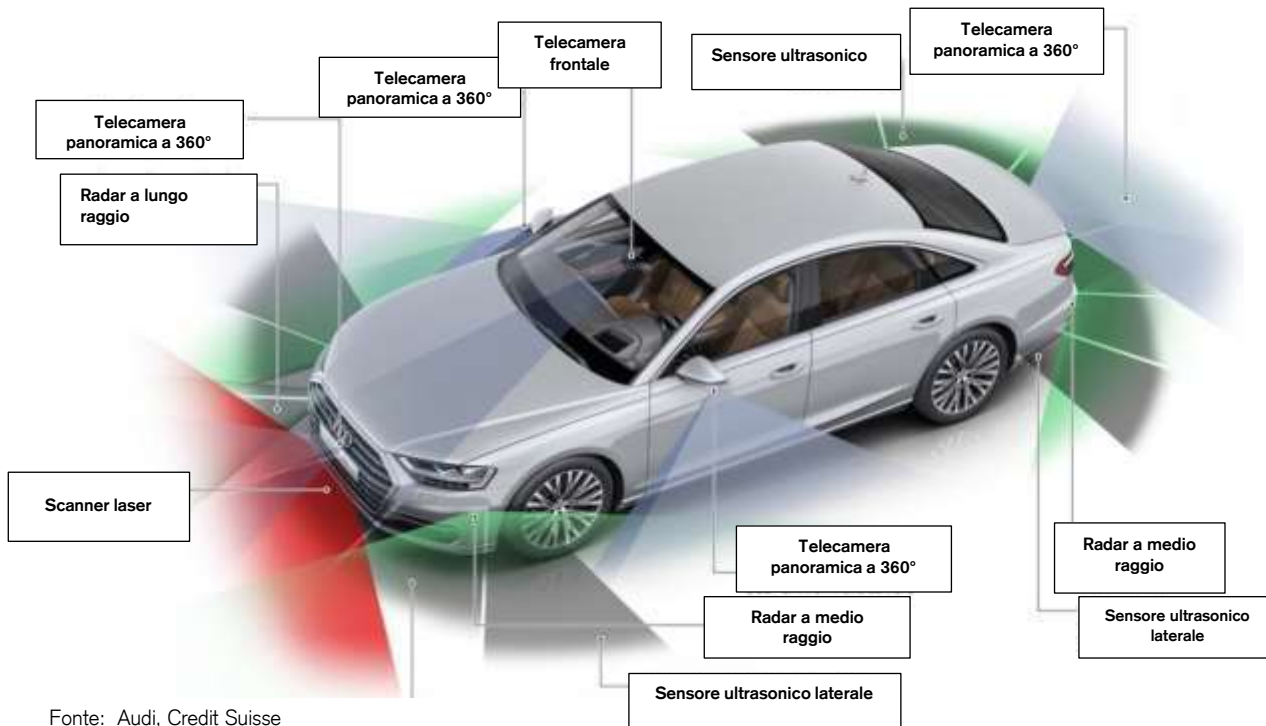 Telecamera
frontale
Telecamera
panoramica a 360°
Sensore ultrasonico
Telecamera
panoramica a 360°
Telecamera
panoramica a 360°
Radar a lungo
raggio
Scanner laser
Telecamera
panoramica a 360°
Radar a medio
raggio
Radar a medio
raggio
Sensore ultrasonico
laterale
Sensore ultrasonico laterale
Fonte: Audi, Credit Suisse